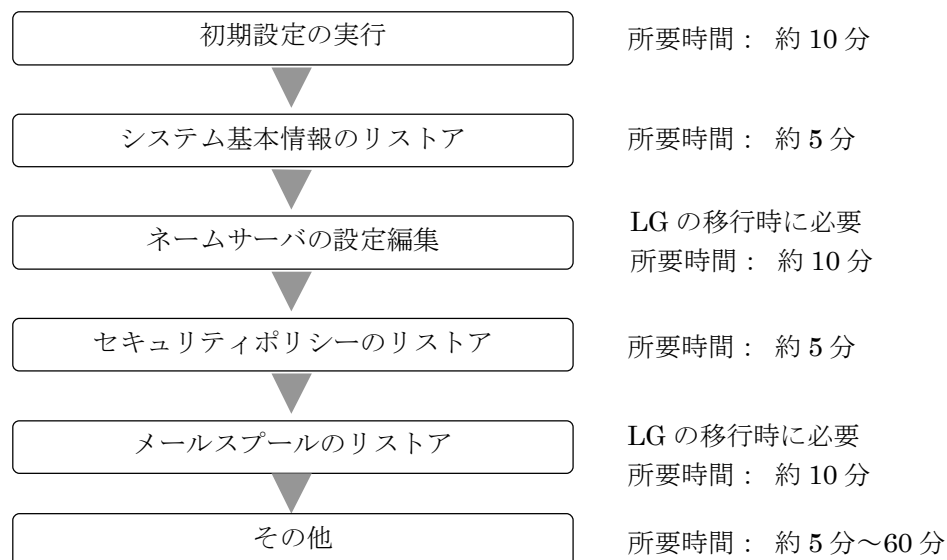 初期設定の実行
所要時間： 約 10 分
システム基本情報のリストア
所要時間： 約 5 分
ネームサーバの設定編集
LG の移行時に必要
所要時間： 約 10 分
セキュリティポリシーのリストア
所要時間： 約 5 分
メールスプールのリストア
LG の移行時に必要
所要時間： 約 10 分
その他
所要時間： 約 5 分～60 分